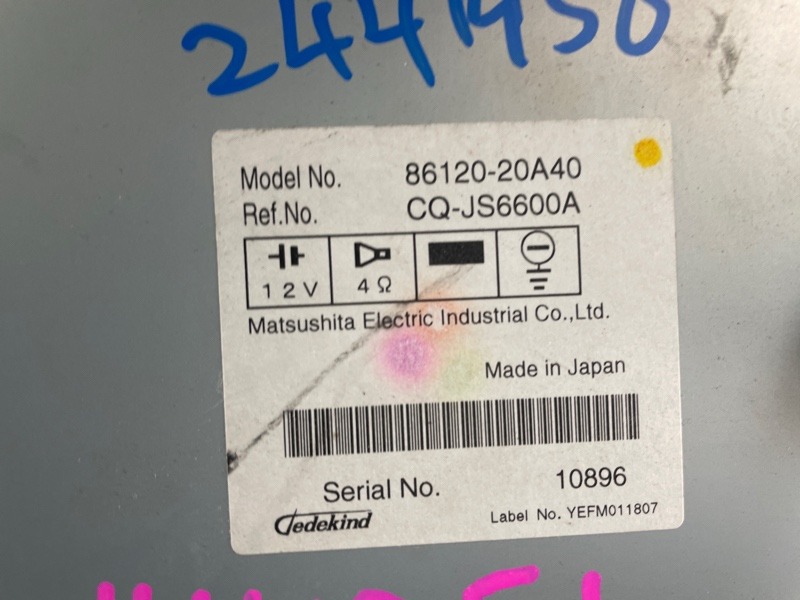 2441950
Model No. 86120-20A40
Ref.No. CQ-JS6600A
12V 4Ω
Matsushita Electric Industrial Co.,Ltd.
Made in Japan
Serial No. 10896
Dedekind Label No. YEFM011807